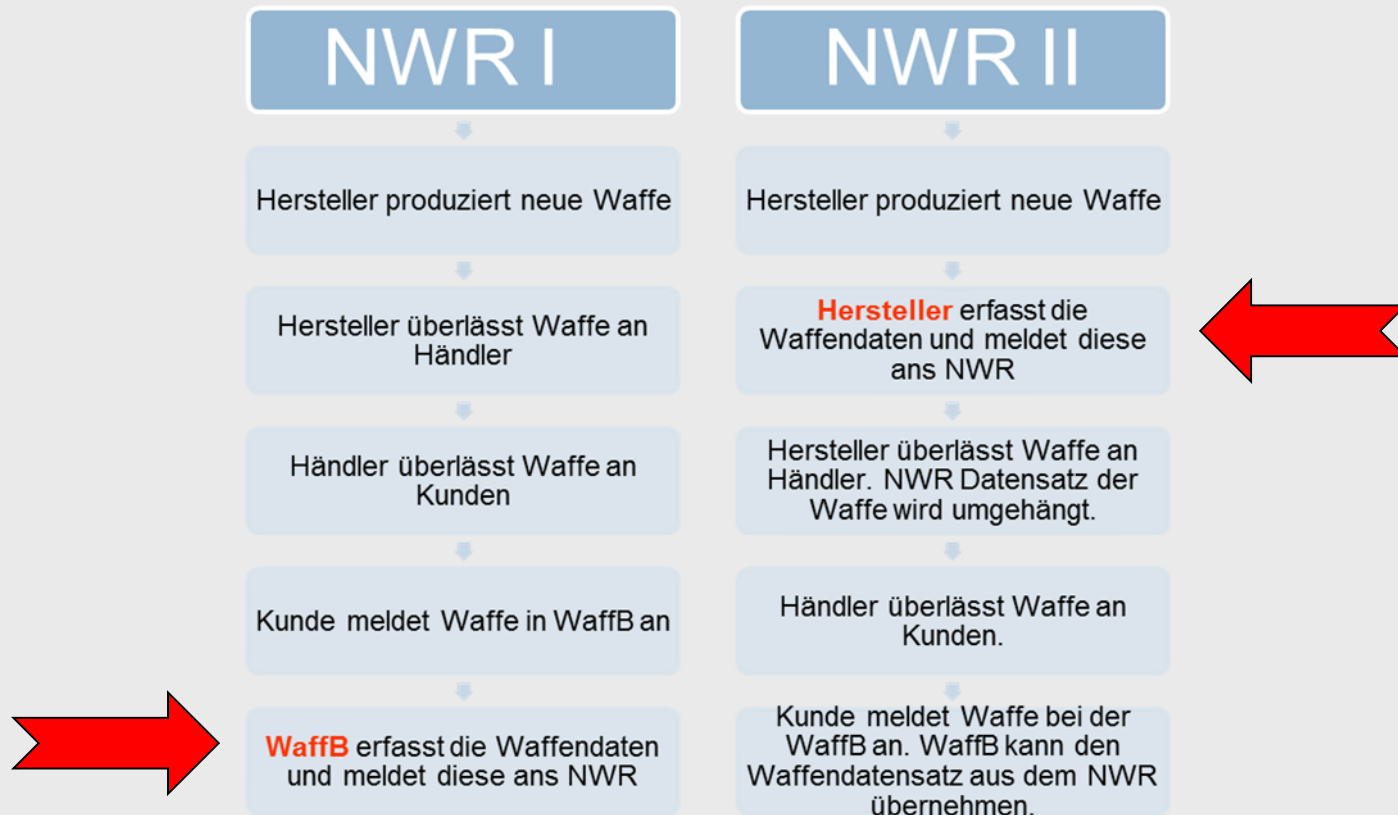 NWR I
Hersteller produziert neue Waffe
Hersteller überlässt Waffe an
Händler
Händler überlässt Waffe an
Kunden
Kunde meldet Waffe in WaffB an
WaffB erfasst die Waffendaten
und meldet diese ans NWR
NWR II
Hersteller produziert neue Waffe
Hersteller erfasst die
Waffendaten und meldet diese
ans NWR
Hersteller überlässt Waffe an
Händler. NWR Datensatz der
Waffe wird umgehängt.
Händler überlässt Waffe an
Kunden.
Kunde meldet Waffe bei der
WaffB an. WaffB kann den
Waffendatensatz aus dem NWR
übernehmen.